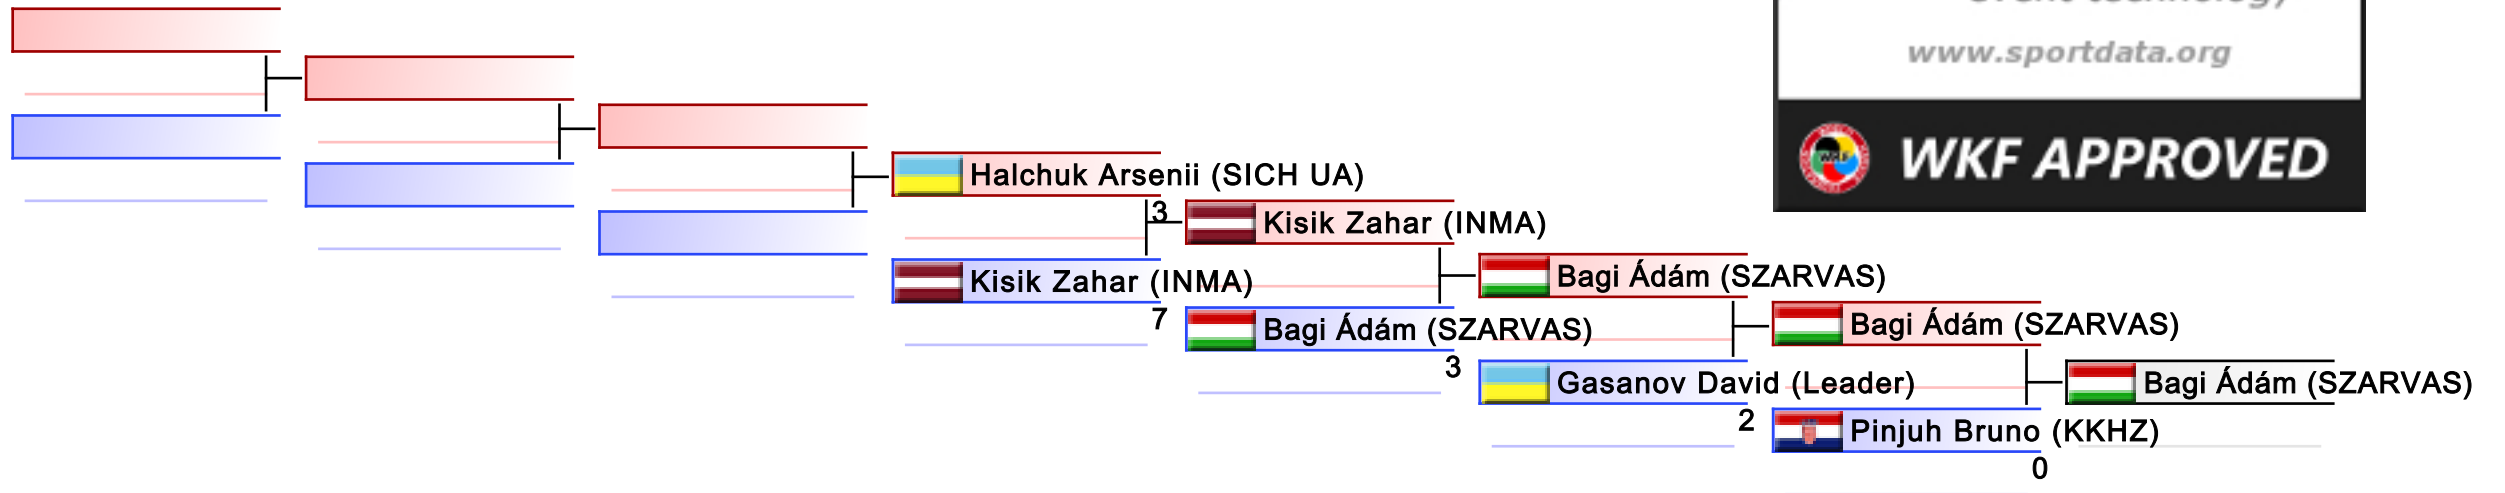 www.sportdata.org
WKF APPROVED
Halchuk Arsenii (SICH UA)
3
Kisik Zahar (INMA)
Kisik Zahar (INMA)
7
Bagi Ádám (SZARVAS)
Bagi Ádám (SZARVAS)
3
Bagi Ádám (SZARVAS)
Gasanov David (Leader)
2
Bagi Ádám (SZARVAS)
Pinjuh Bruno (KKHZ)
0